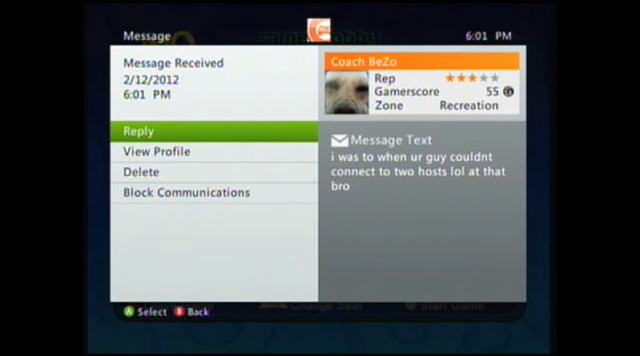 Message
6:01 PM
Message Received
2/12/2012
6:01 PM
Reply
View Profile
Delete
Block Communications
Coach BeZo
Rep
Gamerscore 55 G
Zone Recreation
Message Text
i was to when ur guy couldnt
connect to two hosts lol at that
bro
Change Seat
Start Game
A Select B Back